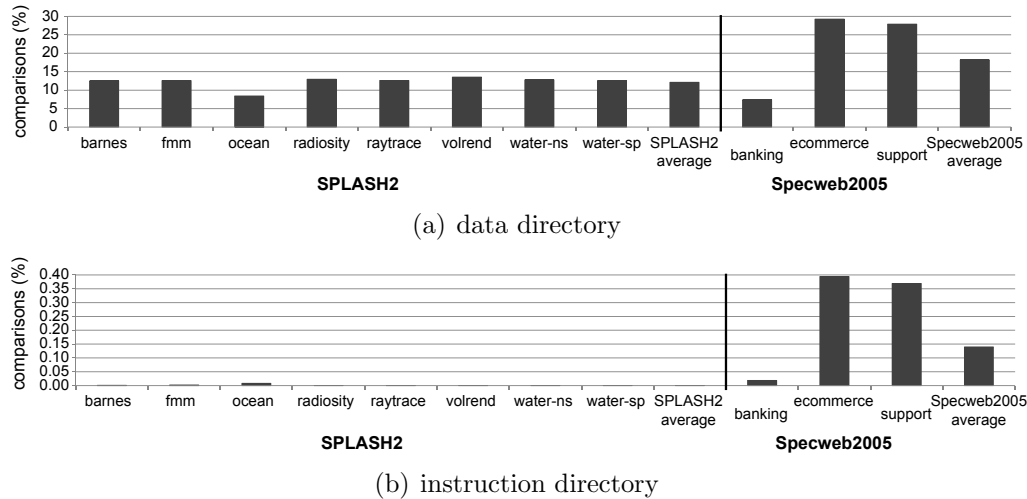 comparisons (%)
30
25
20
15
10
5
0
barnes fmm ocean radiosity raytrace volrend water-ns water-sp SPLASH2 average banking ecommerce support Specweb2005 average
SPLASH2 Specweb2005
(a) data directory
comparisons (%)
0.40
0.35
0.30
0.25
0.20
0.15
0.10
0.05
0.00
barnes fmm ocean radiosity raytrace volrend water-ns water-sp SPLASH2 average banking ecommerce support Specweb2005 average
SPLASH2 Specweb2005
(b) instruction directory